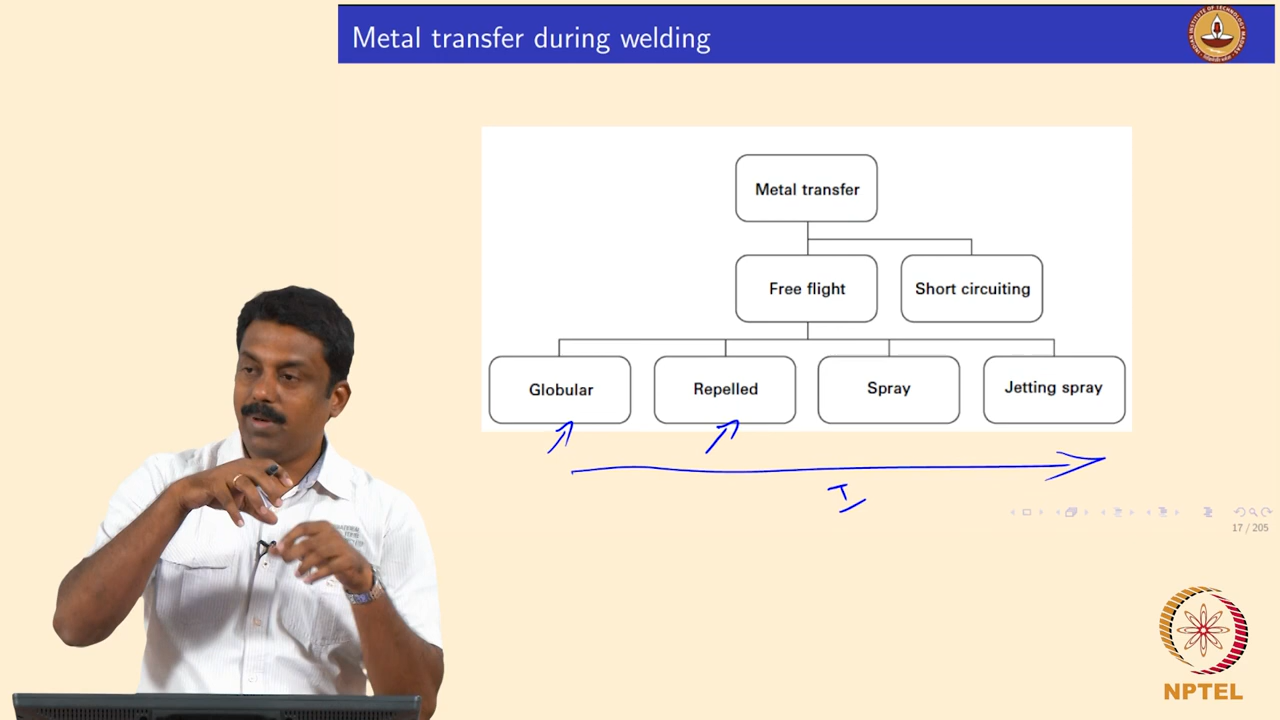 Metal transfer during welding
Metal transfer
Free flight
Short circuiting
Globular
Repelled
Spray
Jetting spray
I
17 / 205
NPTEL